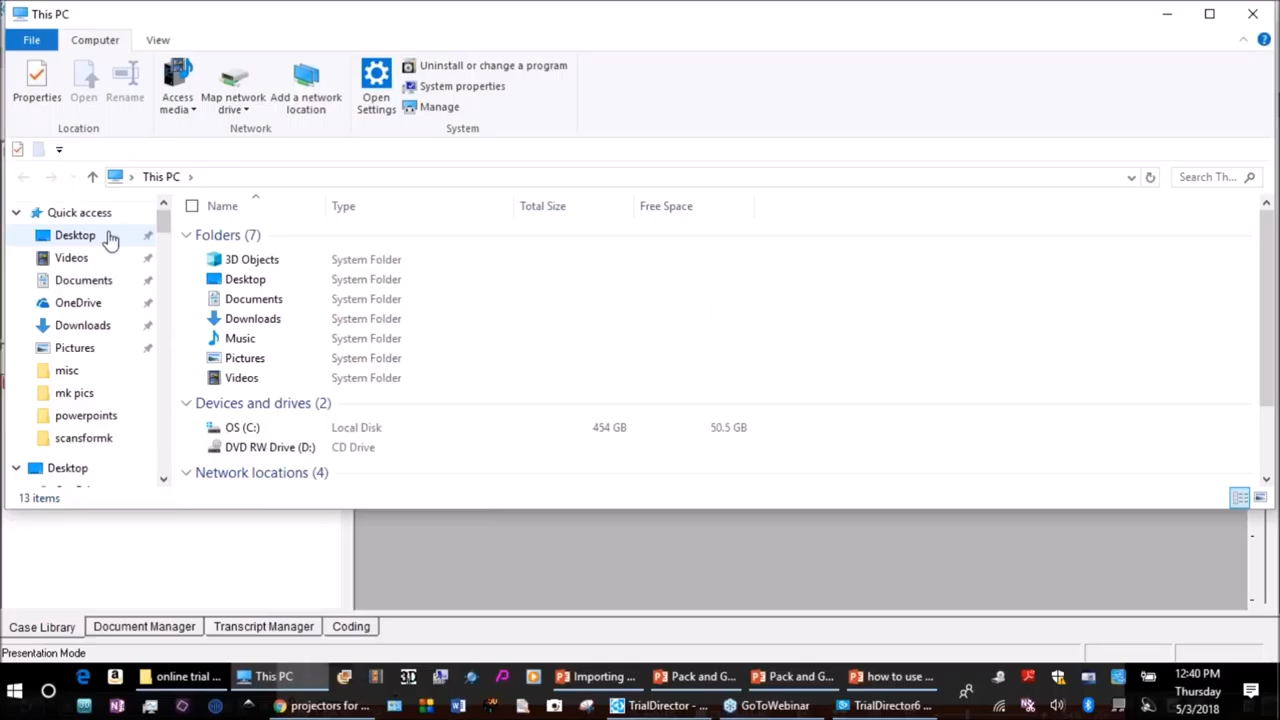 This PC
File Computer View
Properties Open Rename Access media Map network drive Add a network location Open Settings Uninstall or change a program
System properties
Manage
Location Network System
This PC Search Th...
Quick access
Desktop
Videos
Documents
OneDrive
Downloads
Pictures
misc
mk pics
powerpoints
scansformk
Desktop
Name Type Total Size Free Space
Folders (7)
3D Objects System Folder
Desktop System Folder
Documents System Folder
Downloads System Folder
Music System Folder
Pictures System Folder
Videos System Folder
Devices and drives (2)
OS (C:) Local Disk 454 GB 50.5 GB
DVD RW Drive (D:) CD Drive
Network locations (4)
13 items
Case Library Document Manager Transcript Manager Coding
Presentation Mode
online trial ... This PC 3D Importing ... Pack and G... Pack and G... how to use ... 12:40 PM
Thursday
projectors for ... TrialDirector - ... GoToWebinar TrialDirector6 ... 5/3/2018